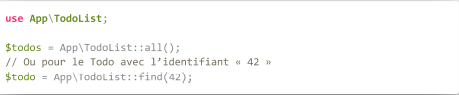 use App\TodoList;
$todos = App\TodoList::all();
// Ou pour le Todo avec l’identifiant « 42 »
$todo = App\TodoList::find(42);